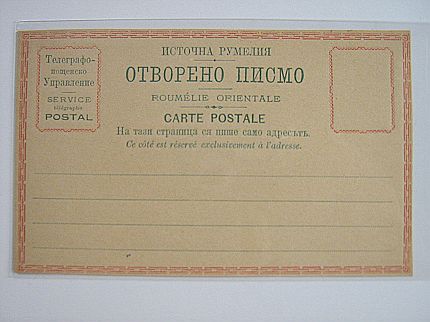 Телеграфо-
пощенско
Управление
SERVICE
télégrapho
POSTAL
ИСТОЧНА РУМЕЛИЯ
ОТВОРЕНО ПИСМО
ROUMÉLIE ORIENTALE
CARTE POSTALE
На тази страница ся пише само адресътъ.
Ce côté est réservé exclusivement à l'adresse.